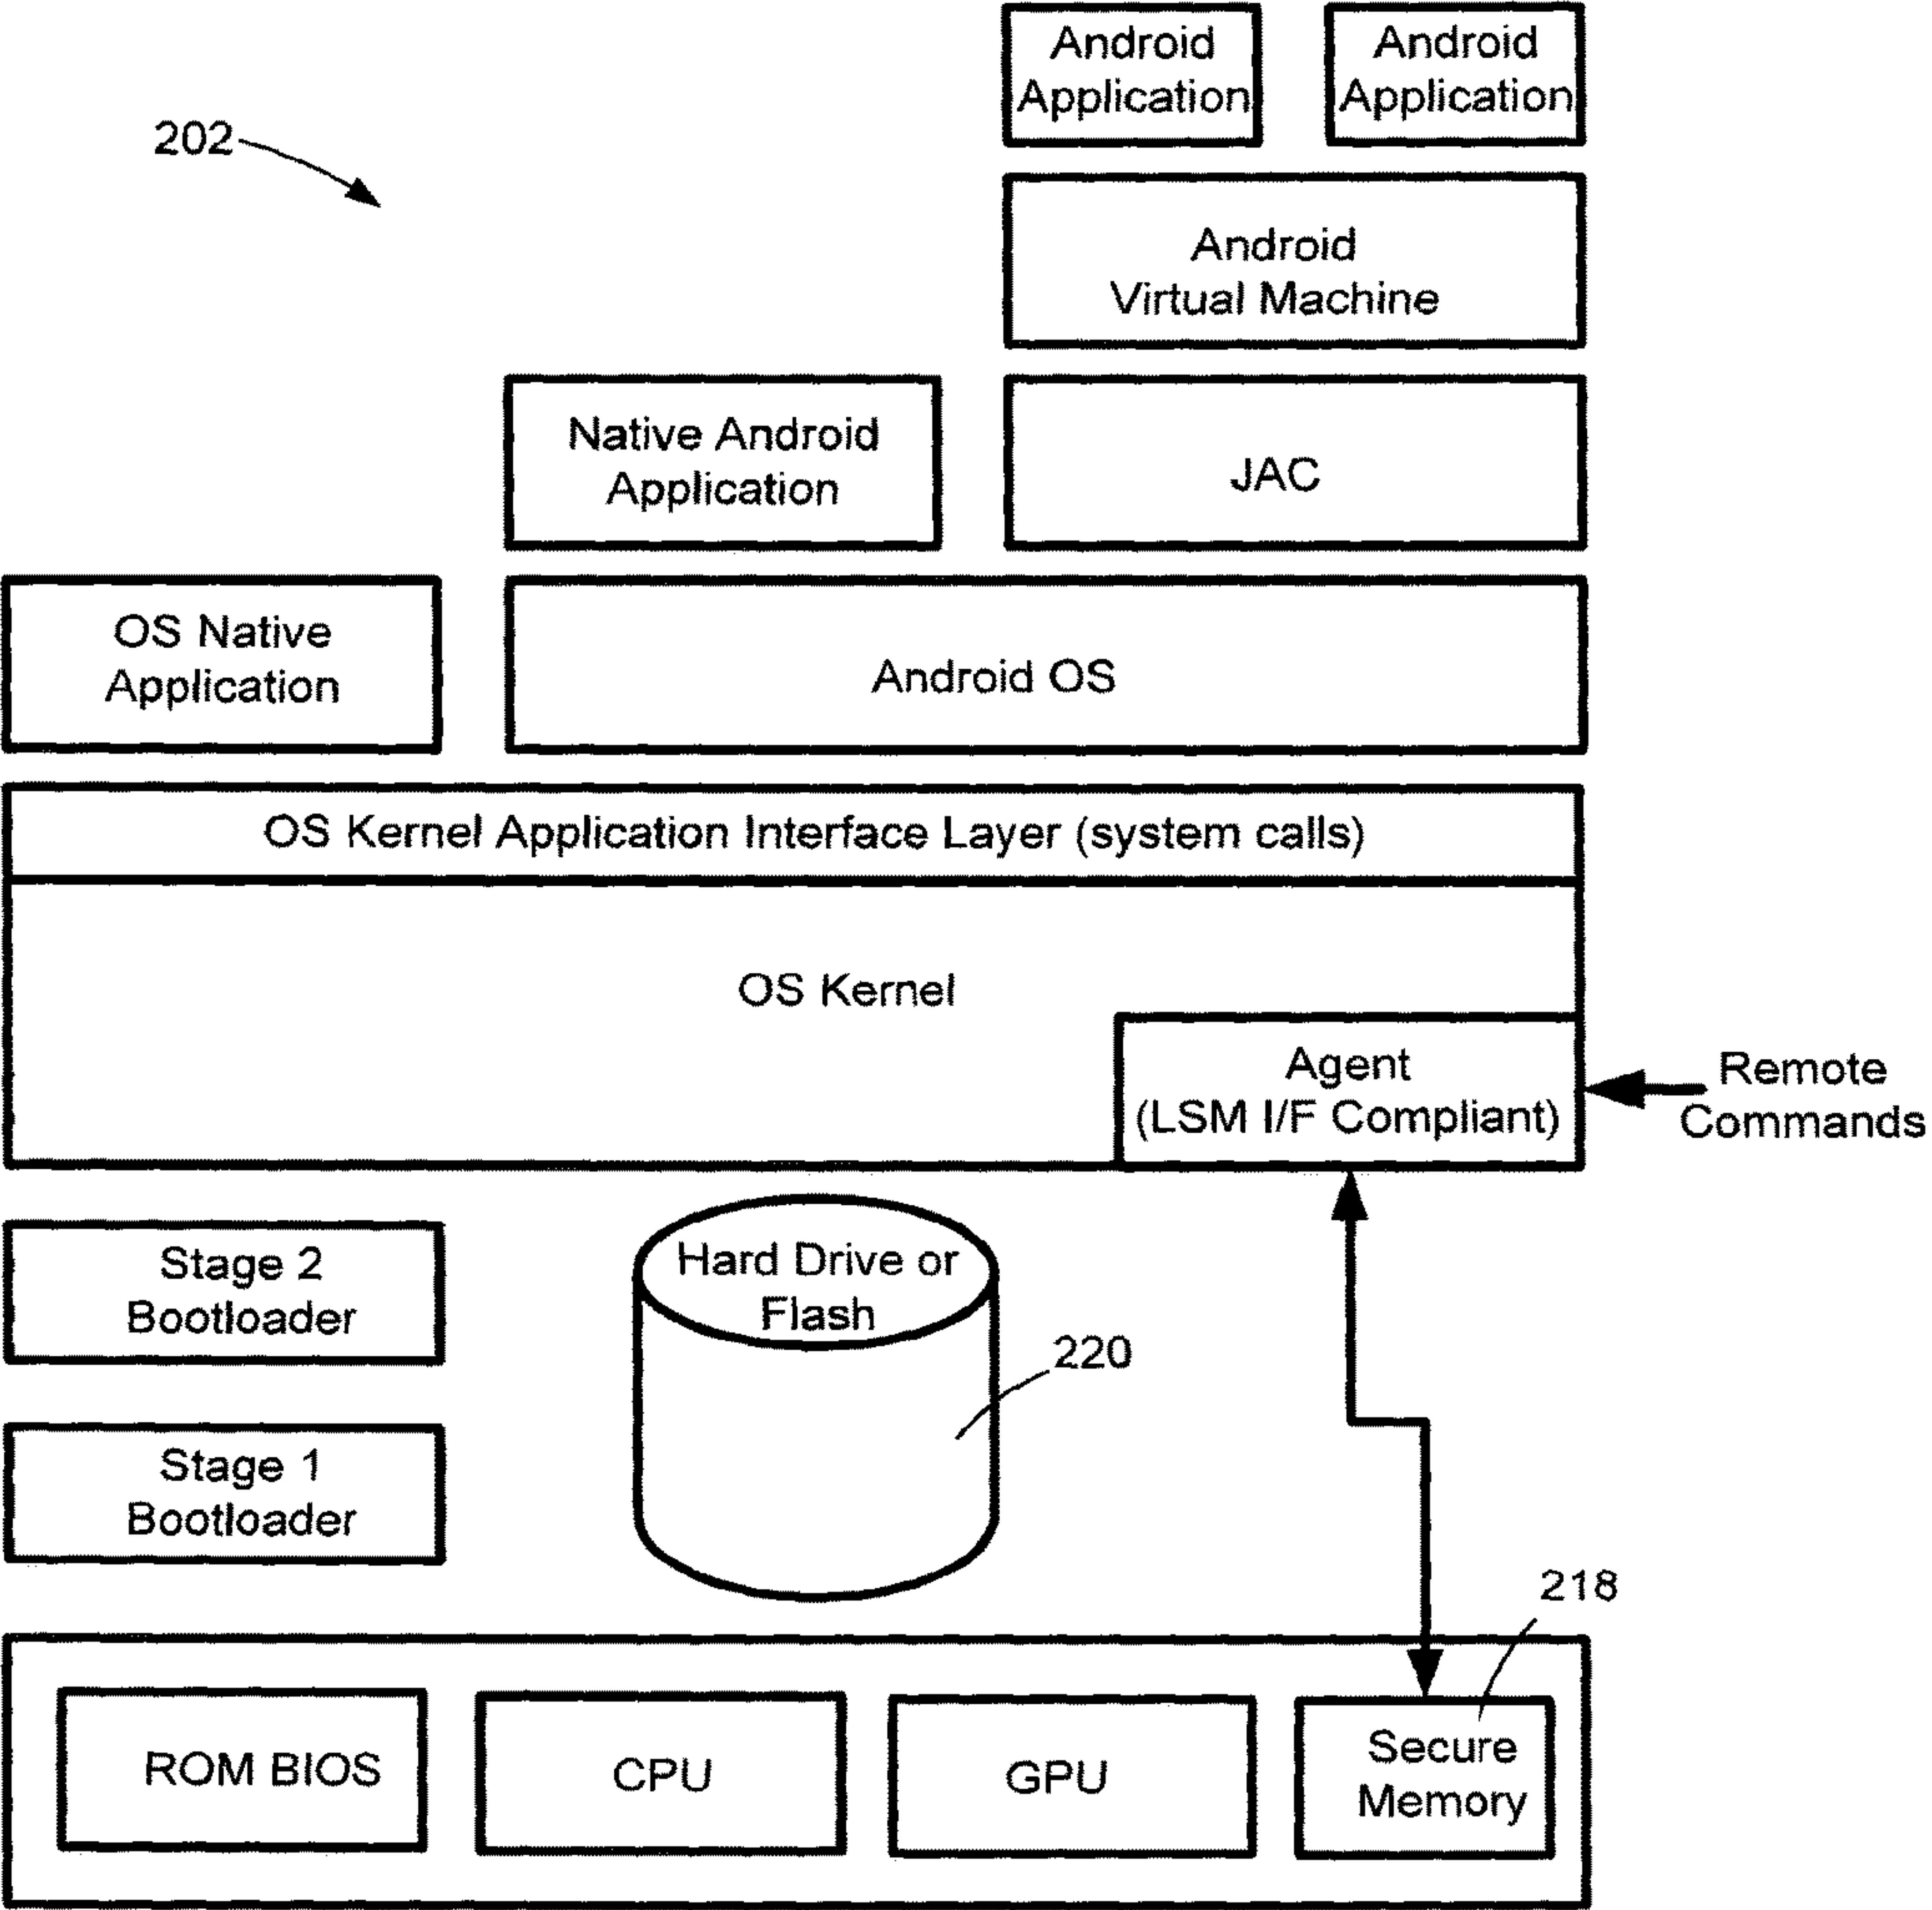 Android
Application
Android
Application
202
Android
Virtual Machine
Native Android
Application
JAC
OS Native
Application
Android OS
OS Kernel Application Interface Layer (system calls)
OS Kernel
Agent
(LSM I/F Compliant)
Remote
Commands
Stage 2
Bootloader
Hard Drive or
Flash
220
Stage 1
Bootloader
218
ROM BIOS
CPU
GPU
Secure
Memory